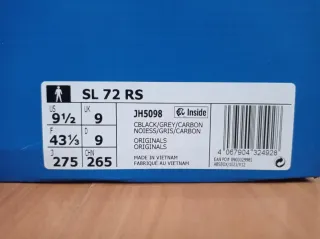 SL 72 RS
US UK
9½ 9
F D
43⅓ 9
J CHN
275 265
JH5098 Inside
CBLACK/GREY/CARBON
NOIESS/GRIS/CARBON
ORIGINALS
ORIGINALS
MADE IN VIETNAM
FABRIQUÉ AU VIETNAM
4 067904 324928